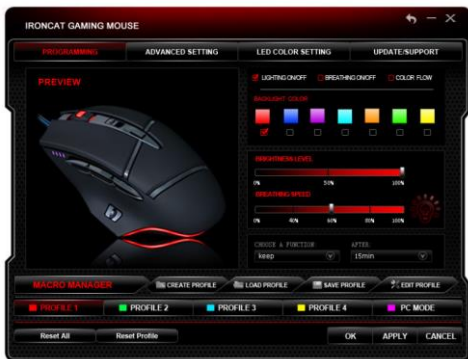 IRONCAT GAMING MOUSE
PROGRAMMING ADVANCED SETTING LED COLOR SETTING UPDATE/SUPPORT
PREVIEW
LIGHTING ON/OFF BREATHING ON/OFF COLOR FLOW
BACKLIGHT COLOR
BRIGHTNESS LEVEL
0% 50% 100%
BREATHING SPEED
0% 40% 60% 80% 100%
CHOICE A FUNCTION: AFTER:
keep 15min
MACRO MANAGER CREATE PROFILE LOAD PROFILE SAVE PROFILE EDIT PROFILE
PROFILE 1 PROFILE 2 PROFILE 3 PROFILE 4 PC MODE
Reset All Reset Profile OK APPLY CANCEL